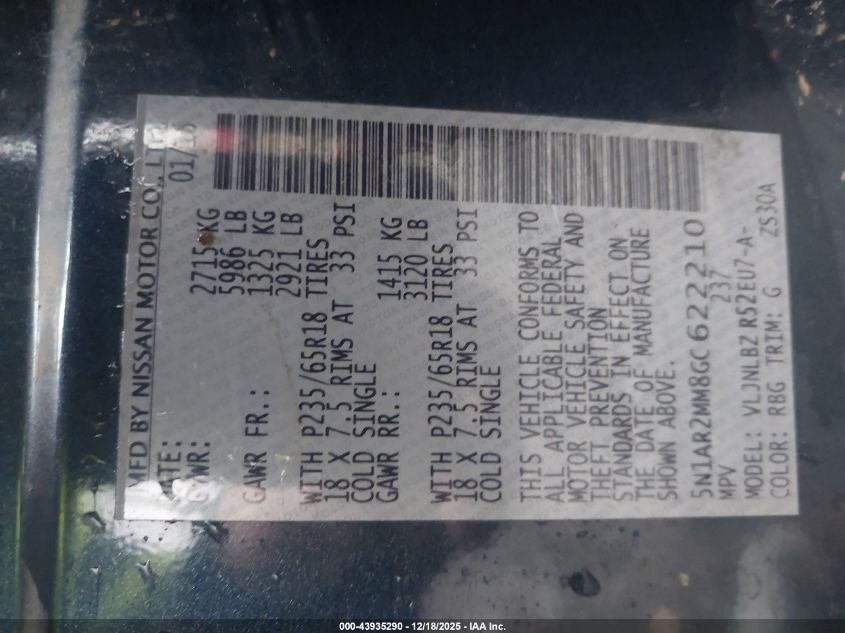 MFD BY NISSAN MOTOR CO., LTD.
DATE: 01/16
GVWR: 2715 KG
5986 LB
GAWR FR.: 1325 KG
2921 LB
WITH P235/65R18 TIRES
18 X 7.5 RIMS AT 33 PSI
COLD SINGLE
GAWR RR.: 1415 KG
3120 LB
WITH P235/65R18 TIRES
18 X 7.5 RIMS AT 33 PSI
COLD SINGLE
THIS VEHICLE CONFORMS TO
ALL APPLICABLE FEDERAL
MOTOR VEHICLE SAFETY AND
THEFT PREVENTION
STANDARDS IN EFFECT ON
THE DATE OF MANUFACTURE
SHOWN ABOVE.
5N1AR2MM8GC622210
MPV 237
MODEL: VLJNLBZ R52EU7-A-
COLOR: RBG TRIM: G ZS30A
000-43935290 - 12/18/2025 - IAA Inc.